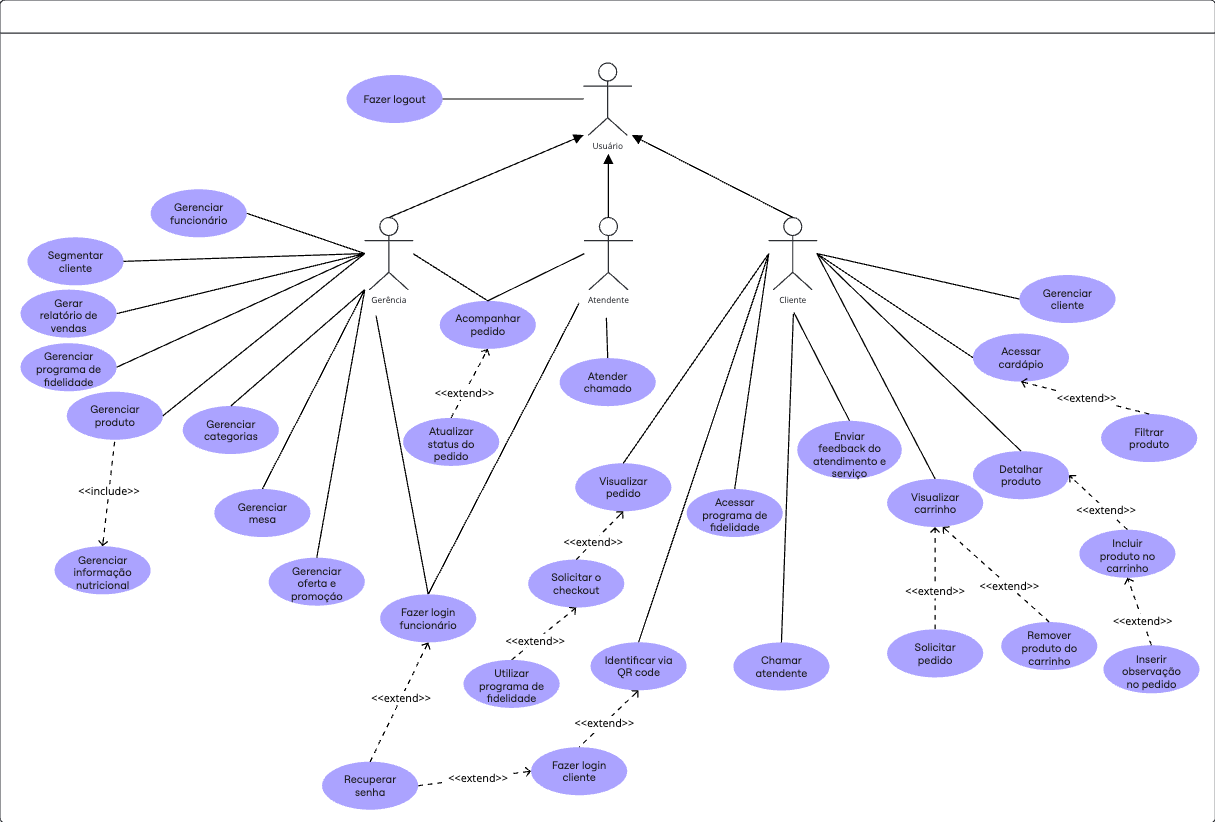 Fazer logout
Usuário
Gerenciar
funcionário
Segmentar
cliente
Gerar
relatório de
vendas
Gerenciar
programa de
fidelidade
Gerência
Atendente
Cliente
Gerenciar
cliente
Acompanhar
pedido
Acessar
cardápio
Atender
chamado
<<extend>>
<<extend>>
Gerenciar
produto
Gerenciar
categorias
Atualizar
status do
pedido
Enviar
feedback do
atendimento e
serviço
Filtrar
produto
Detalhar
produto
Visualizar
pedido
Visualizar
carrinho
<<include>>
Gerenciar
mesa
Acessar
programa de
fidelidade
<<extend>>
<<extend>>
Incluir
produto no
carrinho
Gerenciar
informação
nutricional
Gerenciar
oferta e
promoção
Solicitar o
checkout
<<extend>>
<<extend>>
Fazer login
funcionário
<<extend>>
<<extend>>
Solicitar
pedido
Remover
produto do
carrinho
Inserir
observação
no pedido
Utilizar
programa de
fidelidade
Identificar via
QR code
Chamar
atendente
<<extend>>
<<extend>>
Recuperar
senha
<<extend>>
Fazer login
cliente